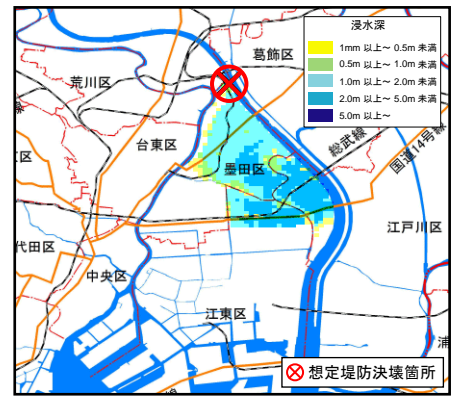 浸水深
1mm 以上～ 0.5m 未満
0.5m 以上～ 1.0m 未満
1.0m 以上～ 2.0m 未満
2.0m 以上～ 5.0m 未満
5.0m 以上～
葛飾区
荒川区
台東区
総武線
国道14号線
墨田区
区
江戸川区
代田区
中央区
江東区
浦
線
想定堤防決壊箇所